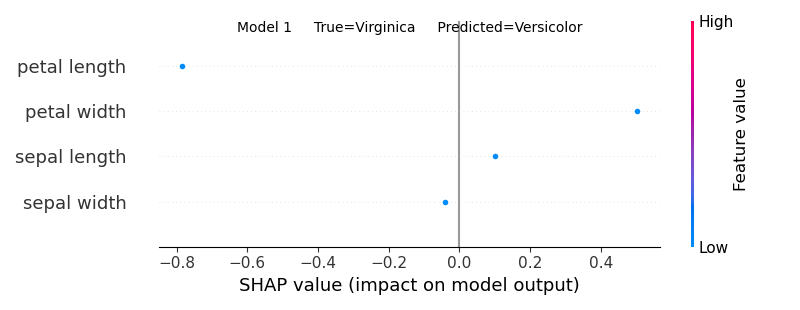 Model 1 True=Virginica Predicted=Versicolor
High
petal length
petal width
sepal length
sepal width
Feature value
Low
−0.8 −0.6 −0.4 −0.2 0.0 0.2 0.4
SHAP value (impact on model output)